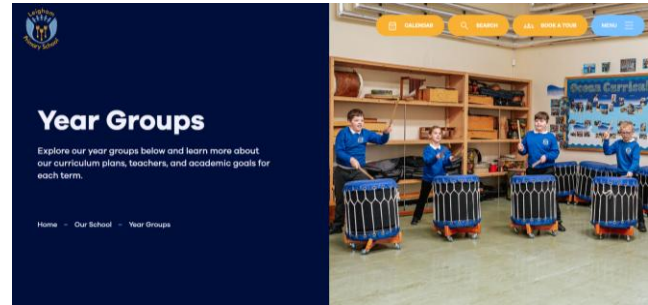 Leigham
Primary School
CALENDAR
SEARCH
BOOK A TOUR
MENU
Ocean Curricul
Year Groups
Explore our year groups below and learn more about
our curriculum plans, teachers, and academic goals for
each term.
Home – Our School – Year Groups